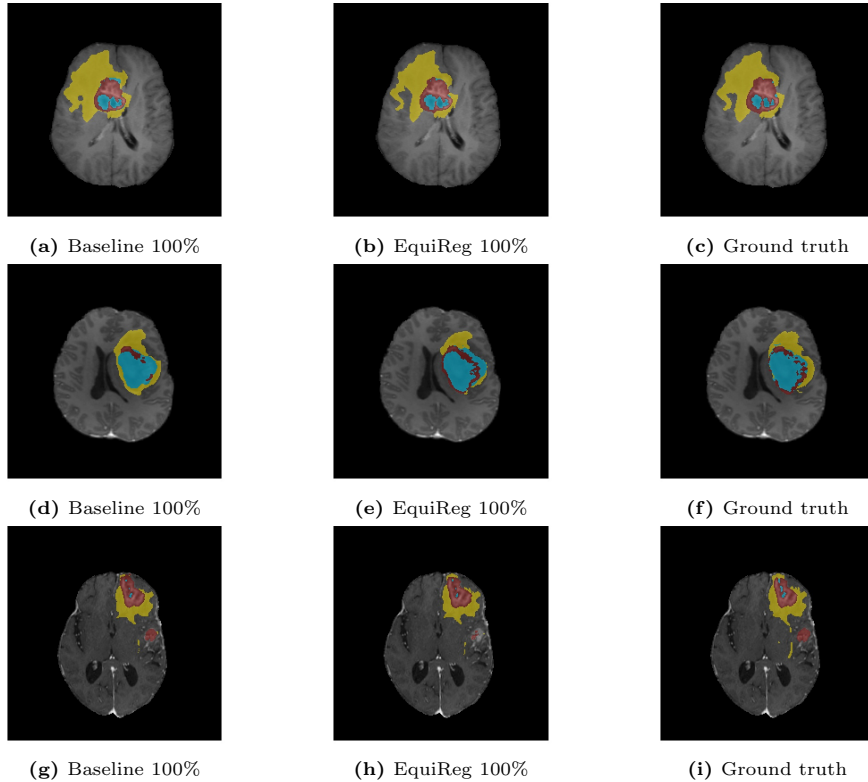 (a) Baseline 100%
(b) EquiReg 100%
(c) Ground truth
(d) Baseline 100%
(e) EquiReg 100%
(f) Ground truth
(g) Baseline 100%
(h) EquiReg 100%
(i) Ground truth